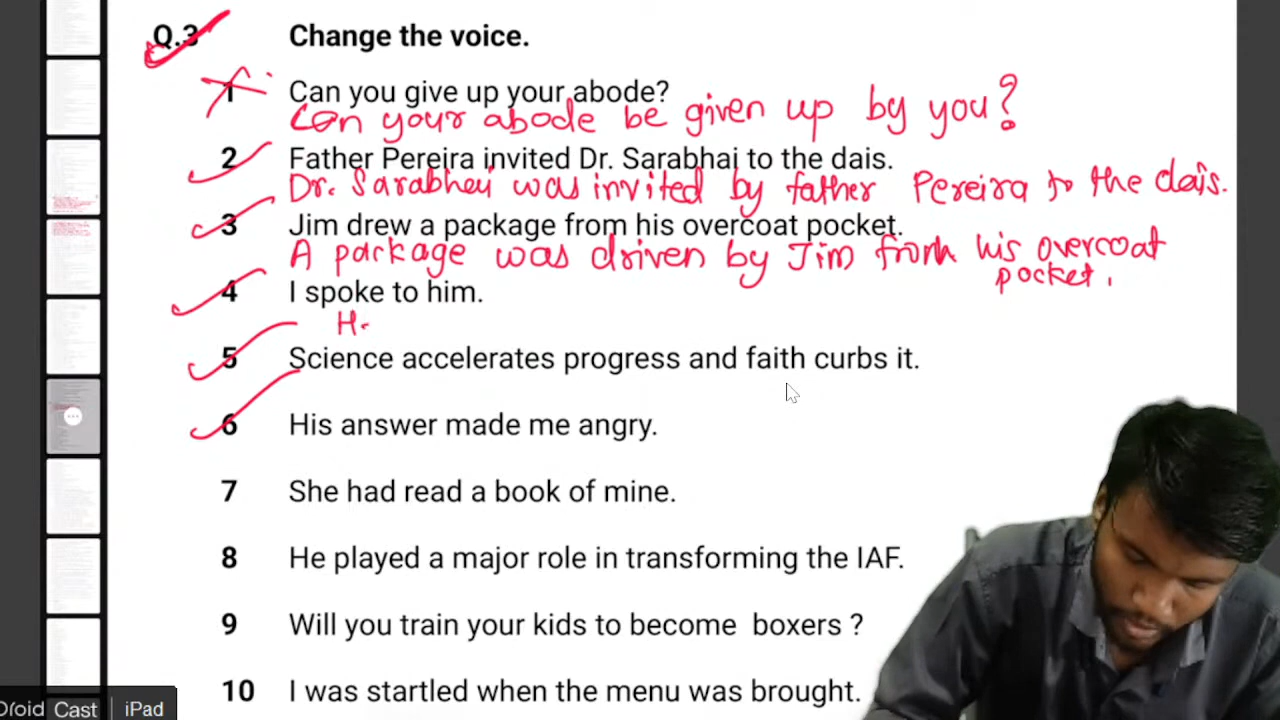 Q.3 Change the voice.
1 Can you give up your abode?
Can your abode be given up by you?
2 Father Pereira invited Dr. Sarabhai to the dais.
Dr. Sarabhai was invited by father Pereira to the dais.
3 Jim drew a package from his overcoat pocket.
A package was driven by Jim from his overcoat
pocket.
4 I spoke to him.
H
5 Science accelerates progress and faith curbs it.
6 His answer made me angry.
7 She had read a book of mine.
8 He played a major role in transforming the IAF.
9 Will you train your kids to become boxers ?
10 I was startled when the menu was brought.
Droid Cast iPad